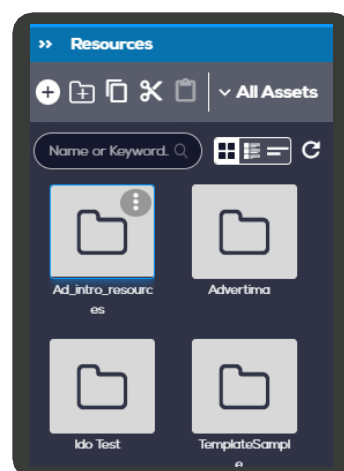 Resources
All Assets
Name or Keyword..
Ad_intro_resourc
es
Advertima
Ido Test
TemplateSampl
e